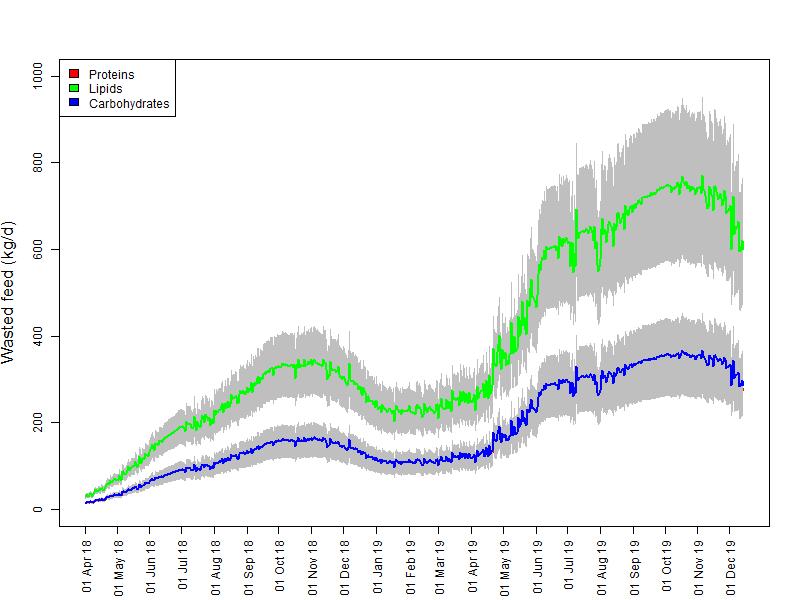 Proteins
Lipids
Carbohydrates
Wasted feed (kg/d)
1000
800
600
400
200
0
01 Apr 18
01 May 18
01 Jun 18
01 Jul 18
01 Aug 18
01 Sep 18
01 Oct 18
01 Nov 18
01 Dec 18
01 Jan 19
01 Feb 19
01 Mar 19
01 Apr 19
01 May 19
01 Jun 19
01 Jul 19
01 Aug 19
01 Sep 19
01 Oct 19
01 Nov 19
01 Dec 19